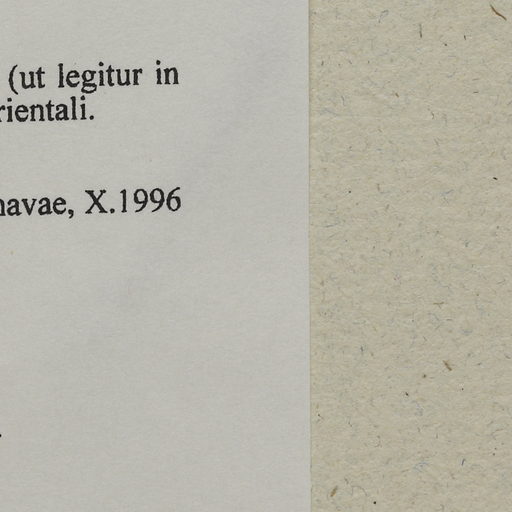 (ut legitur in
rientali.
navae, X.1996
.